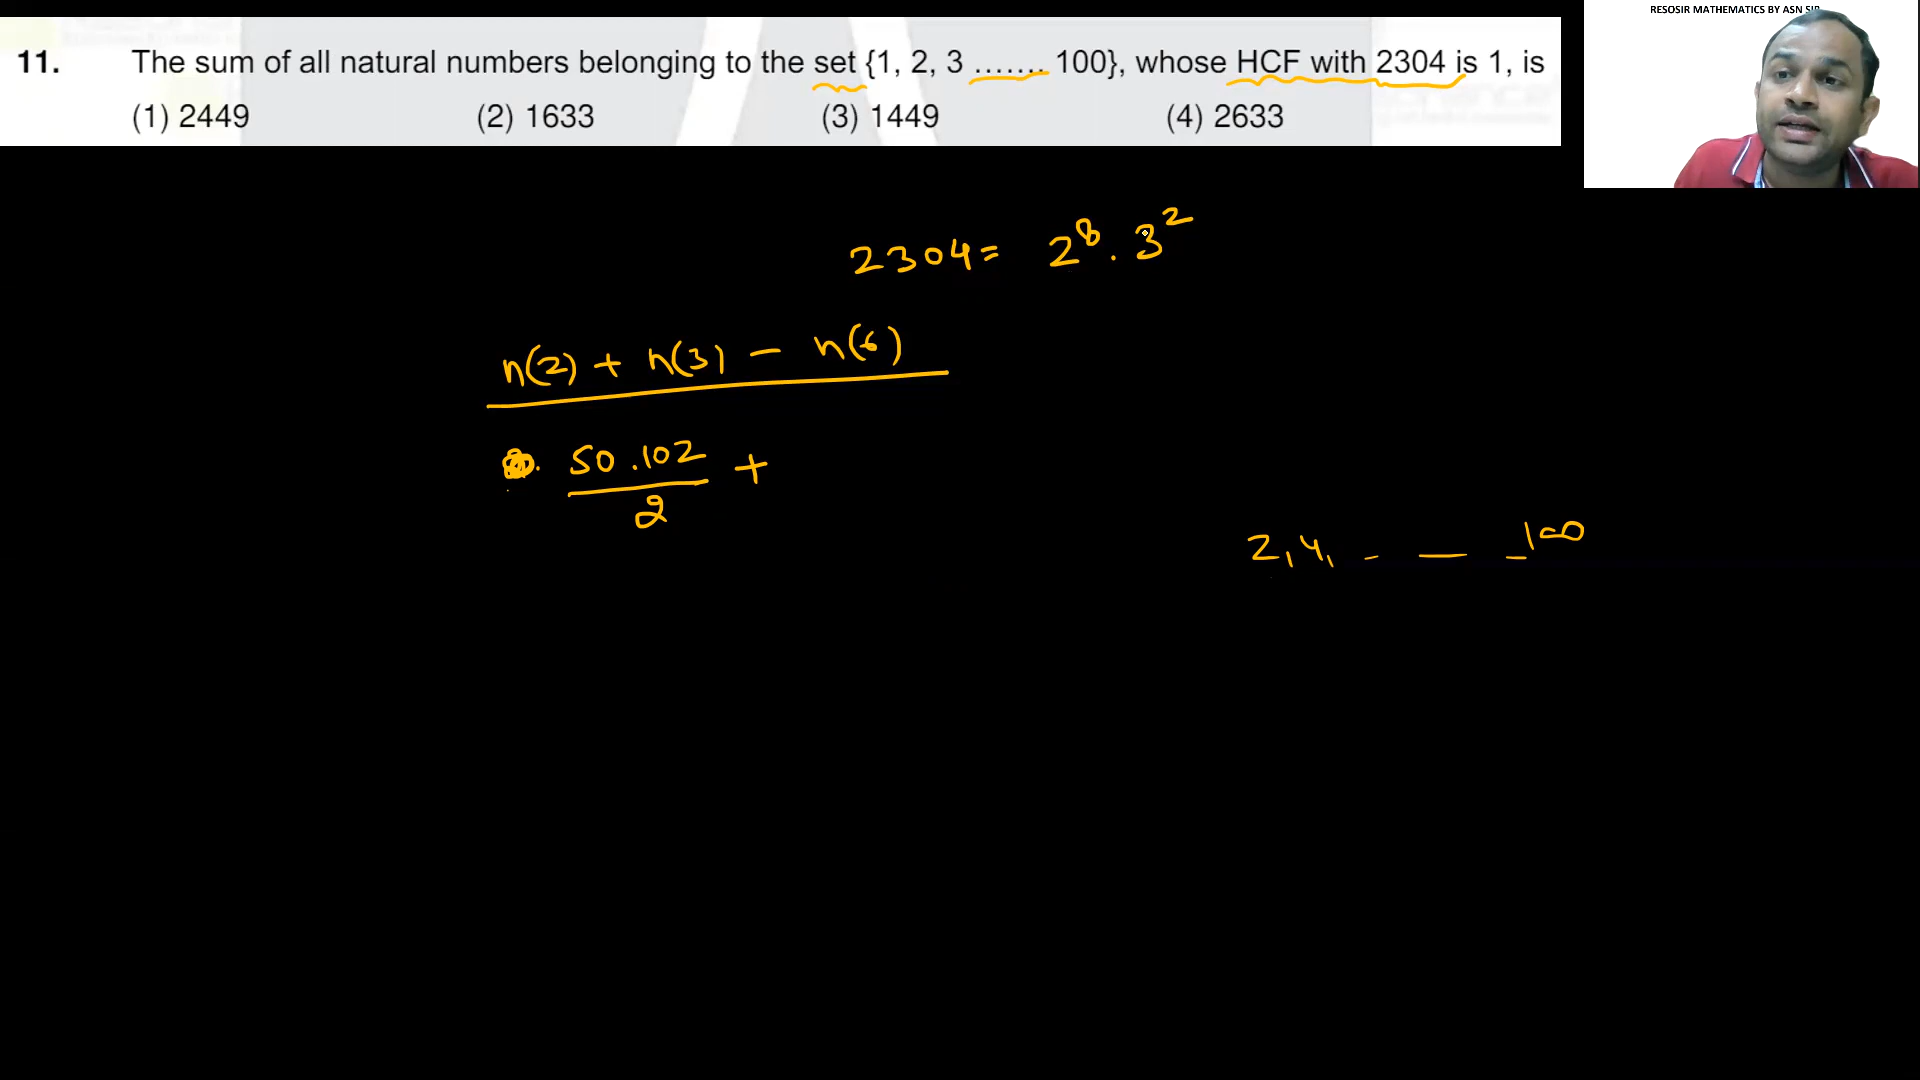 RESOSIR MATHEMATICS BY ASN SIR
11. The sum of all natural numbers belonging to the set {1, 2, 3 ....... 100}, whose HCF with 2304 is 1, is
(1) 2449 (2) 1633 (3) 1449 (4) 2633
2304 = 2^8 . 3^2
n(2) + n(3) - n(6)
50 . 102 +
2
2, 4, - — - 100